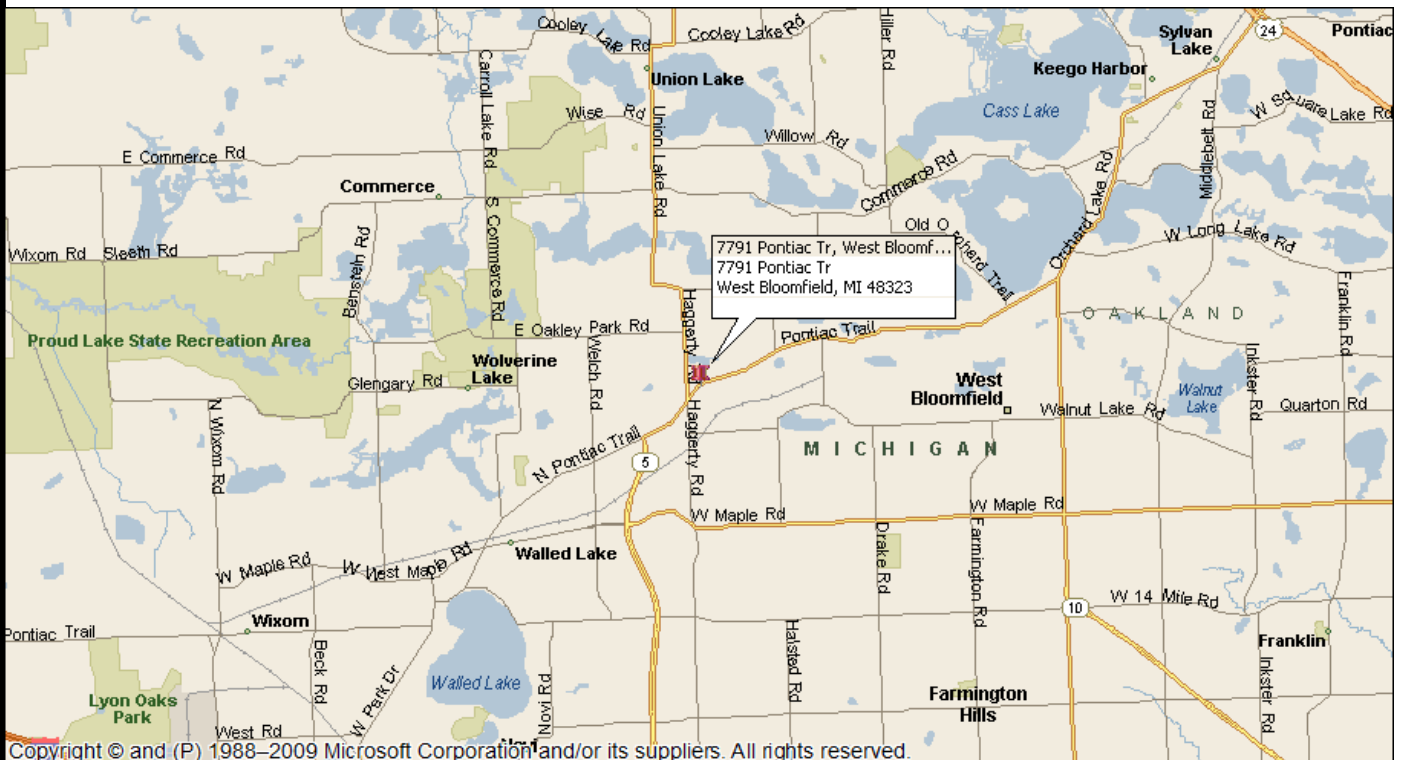 Cooley Lake Rd
Cooley Lake Rd
Hiller Rd
Sylvan
Lake
24
Pontiac
Union Lake
Keego Harbor
Carroll Lake Rd
Wise Rd
Union Lake Rd
Cass Lake
W Square Lake Rd
Willow Rd
Middlebelt Rd
E Commerce Rd
Commerce
Commerce Rd
Orchard Lake Rd
S Commerce Rd
Old O
rcherd Trail
W Long Lake Rd
Wixom Rd
Sleeth Rd
Benstein Rd
7791 Pontiac Tr, West Bloomf...
7791 Pontiac Tr
West Bloomfield, MI 48323
Franklin Rd
OAKLAND
Haggerty Rd
E Oakley Park Rd
Pontiac Trail
Proud Lake State Recreation Area
Welch Rd
Wolverine
Lake
Glengary Rd
Inkster Rd
West
Bloomfield
Walnut
Lake
Walnut Lake Rd
Quarton Rd
N Wixom Rd
Haggerty Rd
N Pontiac Trail
MICHIGAN
5
W Maple Rd
W Maple Rd
Drake Rd
Farmington Rd
Walled Lake
W Maple Rd
W West Maple Rd
W 14 Mile Rd
10
Wixom
Pontiac Trail
Beck Rd
Halsted Rd
Franklin
Inkster Rd
Walled Lake
Novi Rd
W Park Dr
Farmington
Hills
Lyon Oaks
Park
West Rd
Novi
Copyright © and (P) 1988–2009 Microsoft Corporation and/or its suppliers. All rights reserved.